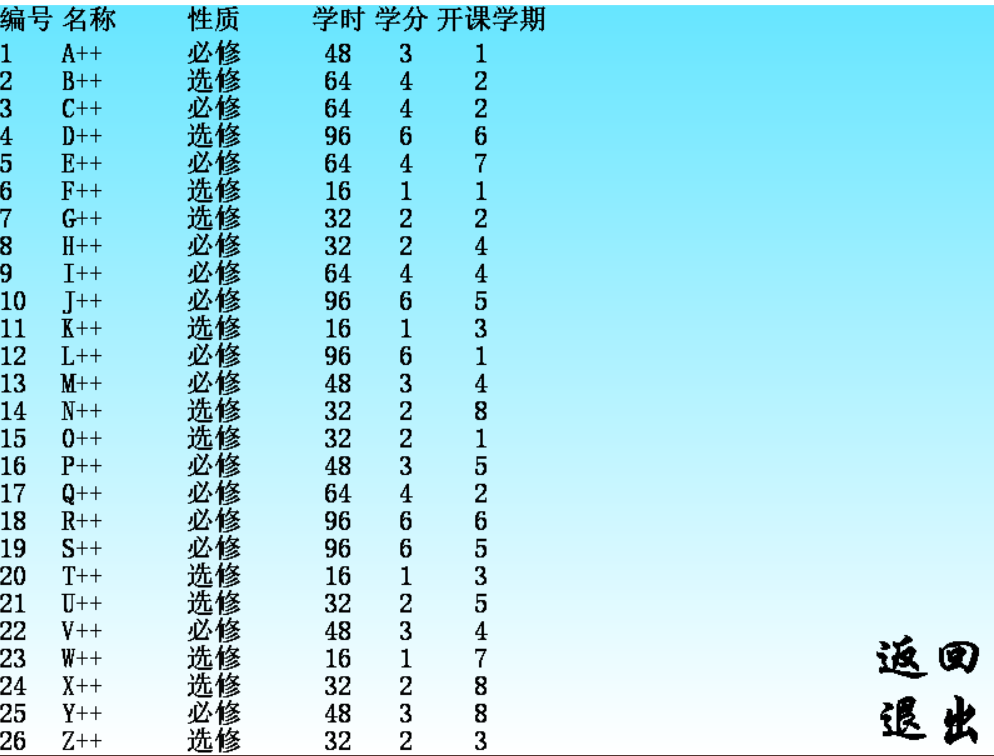 编号 名称 性质 学时 学分 开课学期
1 A++ 必修 48 3 1
2 B++ 选修 64 4 2
3 C++ 必修 64 4 2
4 D++ 选修 96 6 6
5 E++ 必修 64 4 7
6 F++ 选修 16 1 1
7 G++ 选修 32 2 2
8 H++ 必修 32 2 4
9 I++ 必修 64 4 4
10 J++ 必修 96 6 5
11 K++ 选修 16 1 3
12 L++ 必修 96 6 1
13 M++ 必修 48 3 4
14 N++ 选修 32 2 8
15 O++ 选修 32 2 1
16 P++ 必修 48 3 5
17 Q++ 必修 64 4 2
18 R++ 必修 96 6 6
19 S++ 必修 96 6 5
20 T++ 选修 16 1 3
21 U++ 选修 32 2 5
22 V++ 必修 48 3 4
23 W++ 选修 16 1 7
24 X++ 选修 32 2 8
25 Y++ 必修 48 3 8
26 Z++ 选修 32 2 3
返回
退出